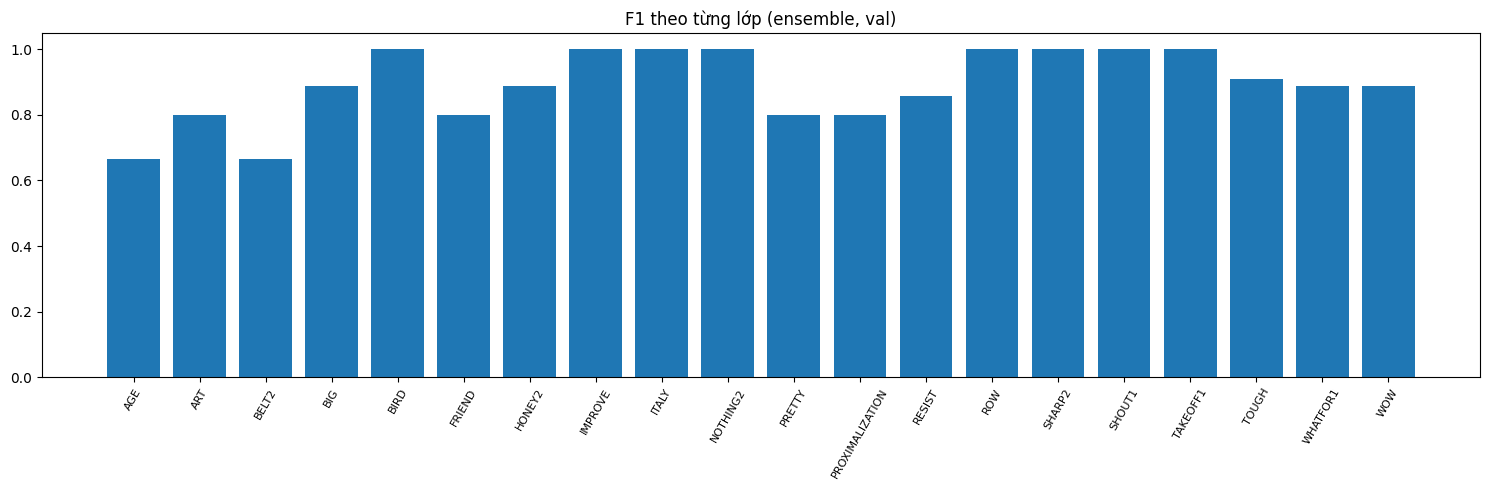 F1 theo từng lớp (ensemble, val)
1.0
0.8
0.6
0.4
0.2
0.0
AGE
ART
BELT2
BIG
BIRD
FRIEND
HONEY2
IMPROVE
ITALY
NOTHING2
PRETTY
PROXIMALIZATION
RESIST
ROW
SHARP2
SHOUT1
TAKEOFF1
TOUGH
WHATFOR1
WOW